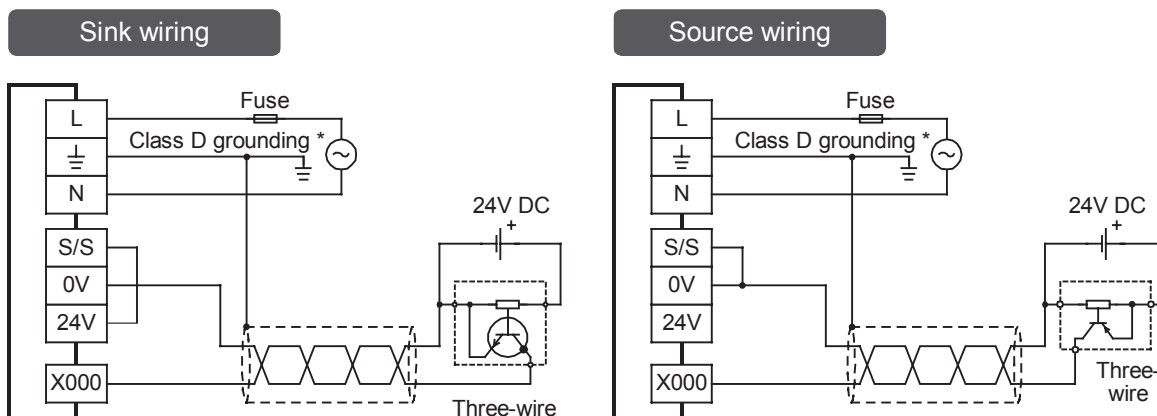 Sink wiring
L
Fuse
Class D grounding *
N
S/S
0V
24V
X000
24V DC
+
Three-wire
Source wiring
L
Fuse
Class D grounding *
N
S/S
0V
24V
X000
24V DC
+
Three-
wire